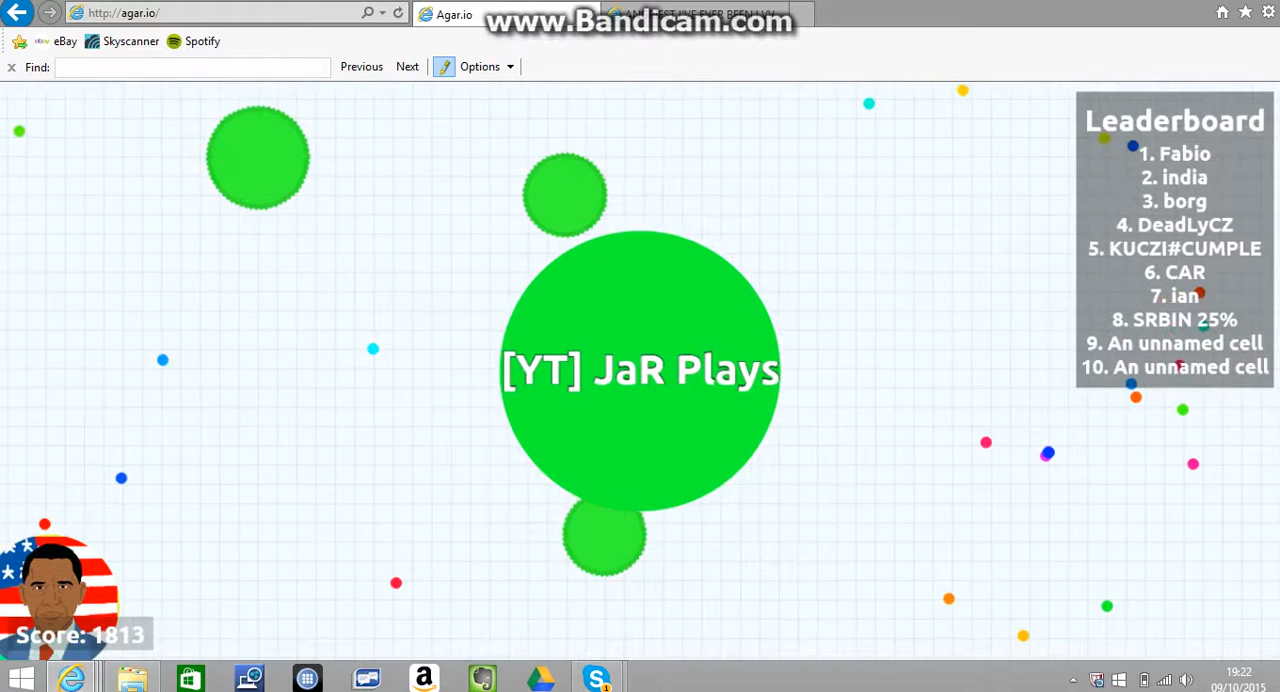 http://agar.io/
Agar.io
www.Bandicam.com
eBay
Skyscanner
Spotify
x Find:
Previous
Next
Options
Leaderboard
1. Fabio
2. india
3. borg
4. DeadLyCZ
5. KUCZI#CUMPLE
6. CAR
7. ian
8. SRBIN 25%
9. An unnamed cell
10. An unnamed cell
[YT] JaR Plays
Score: 1813
19:22
09/10/2015